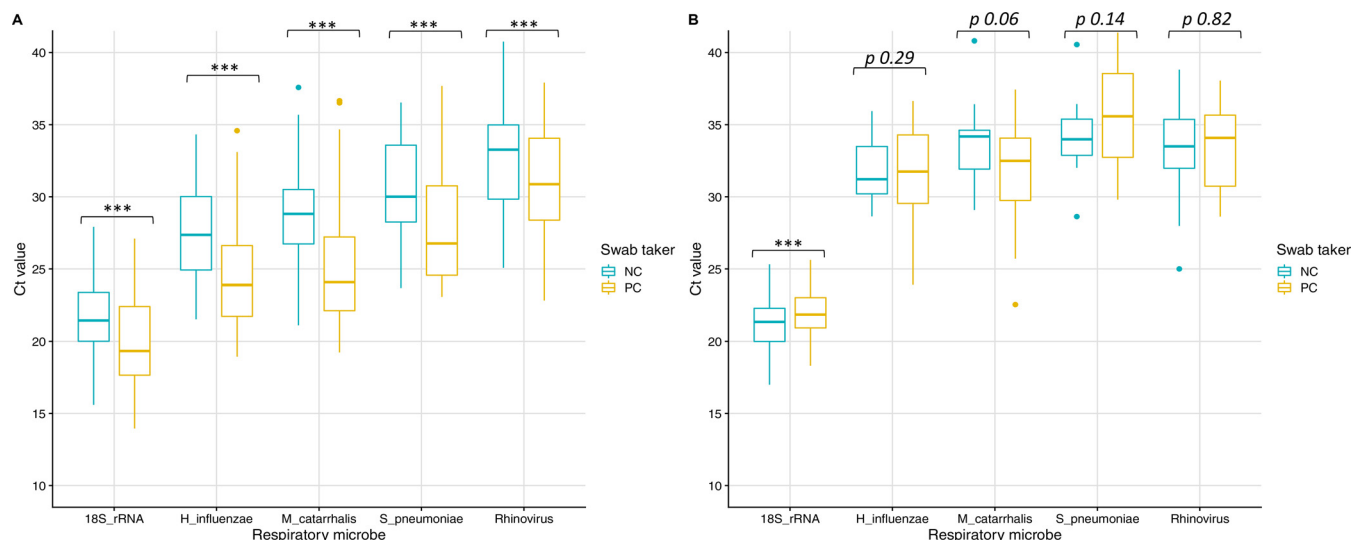 A
***
***
***
***
***
40
35
30
25
20
15
10
Ct value
18S_rRNA
H_influenzae
M_catarrhalis
S_pneumoniae
Rhinovirus
Respiratory microbe
Swab taker
NC
PC
B
p 0.06
p 0.14
p 0.82
p 0.29
***
40
35
30
25
20
15
10
Ct value
18S_rRNA
H_influenzae
M_catarrhalis
S_pneumoniae
Rhinovirus
Respiratory microbe
Swab taker
NC
PC